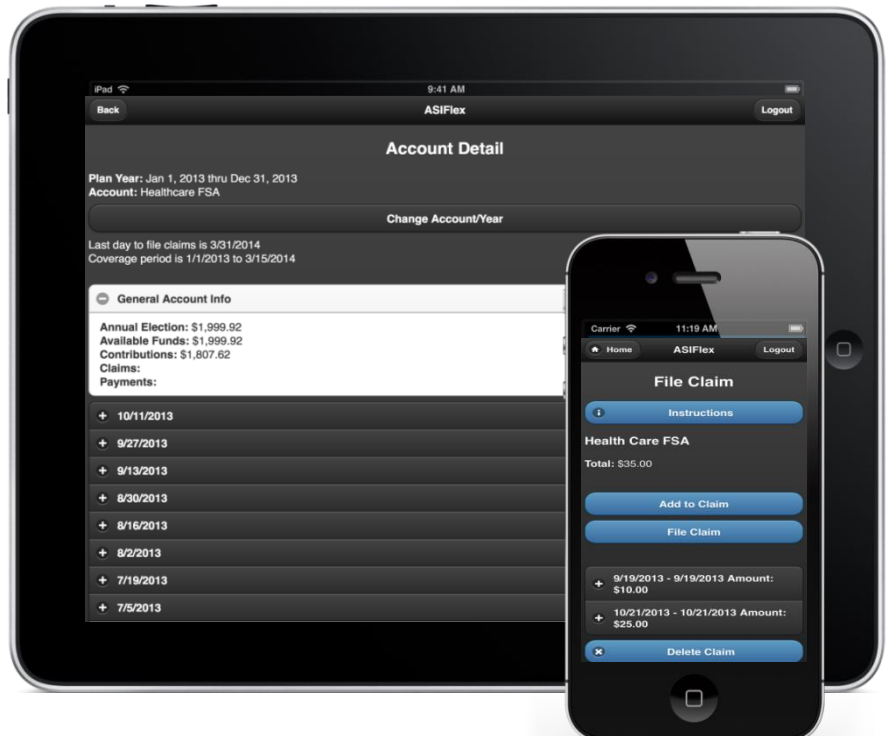 iPad 9:41 AM
Back ASIFlex Logout
Account Detail
Plan Year: Jan 1, 2013 thru Dec 31, 2013
Account: Healthcare FSA
Change Account/Year
Last day to file claims is 3/31/2014
Coverage period is 1/1/2013 to 3/15/2014
General Account Info
Annual Election: $1,999.92
Available Funds: $1,999.92
Contributions: $1,807.62
Claims:
Payments:
10/11/2013
9/27/2013
9/13/2013
8/30/2013
8/16/2013
8/2/2013
7/19/2013
7/5/2013
Carrier 11:19 AM
Home ASIFlex Logout
File Claim
Instructions
Health Care FSA
Total: $35.00
Add to Claim
File Claim
9/19/2013 - 9/19/2013 Amount:
$10.00
10/21/2013 - 10/21/2013 Amount:
$25.00
Delete Claim